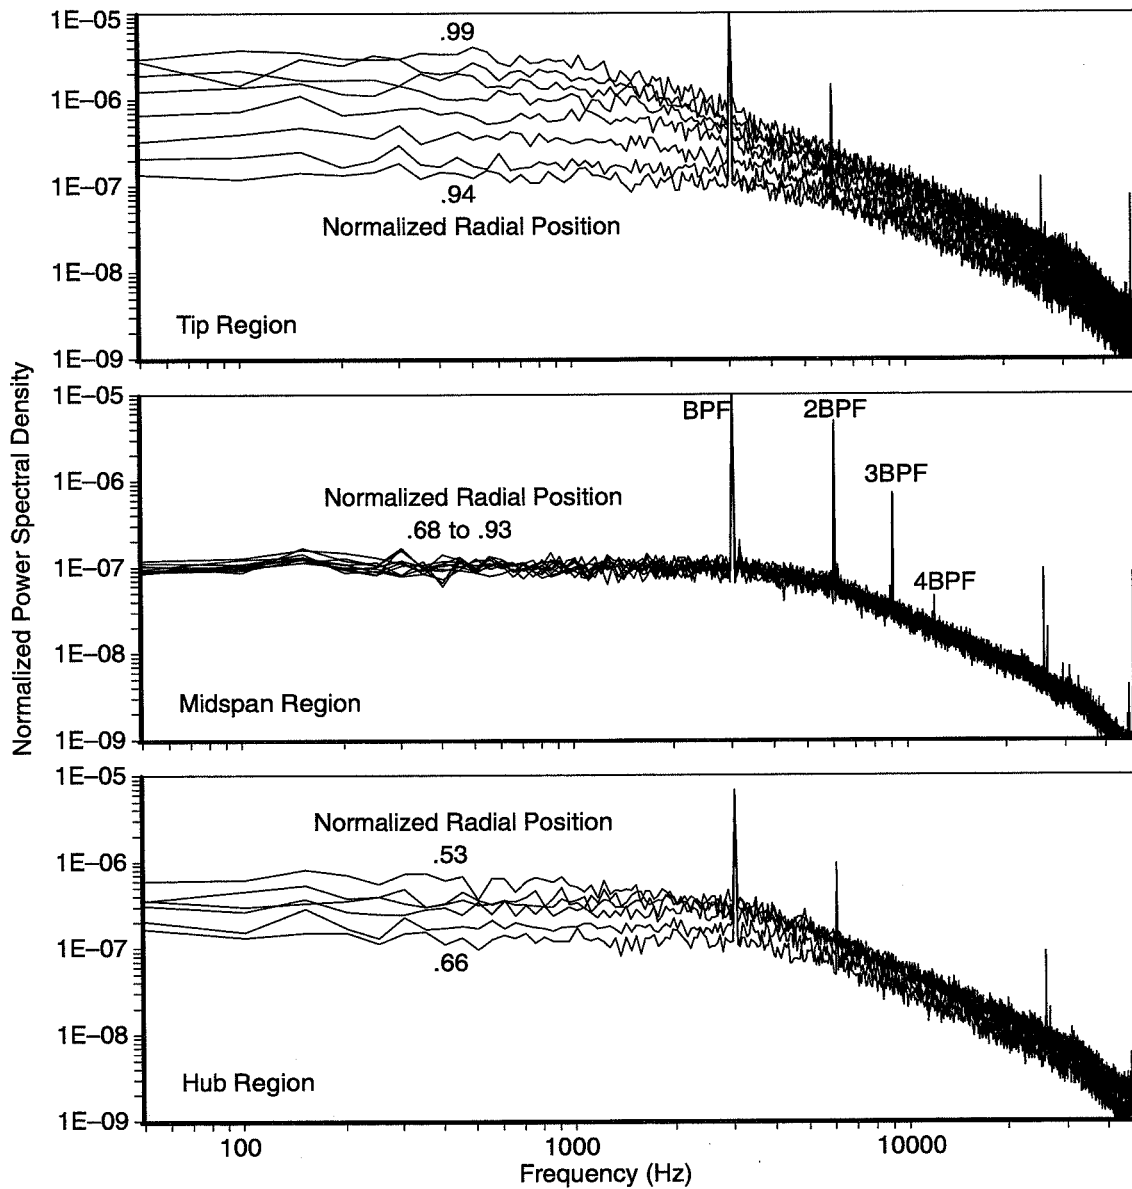 1E–05
1E–06
1E–07
1E–08
1E–09
.99
.94
Normalized Radial Position
Tip Region
Normalized Power Spectral Density
1E–05
1E–06
1E–07
1E–08
1E–09
BPF
2BPF
3BPF
4BPF
Normalized Radial Position
.68 to .93
Midspan Region
1E–05
1E–06
1E–07
1E–08
1E–09
Normalized Radial Position
.53
.66
Hub Region
100
1000
10000
Frequency (Hz)